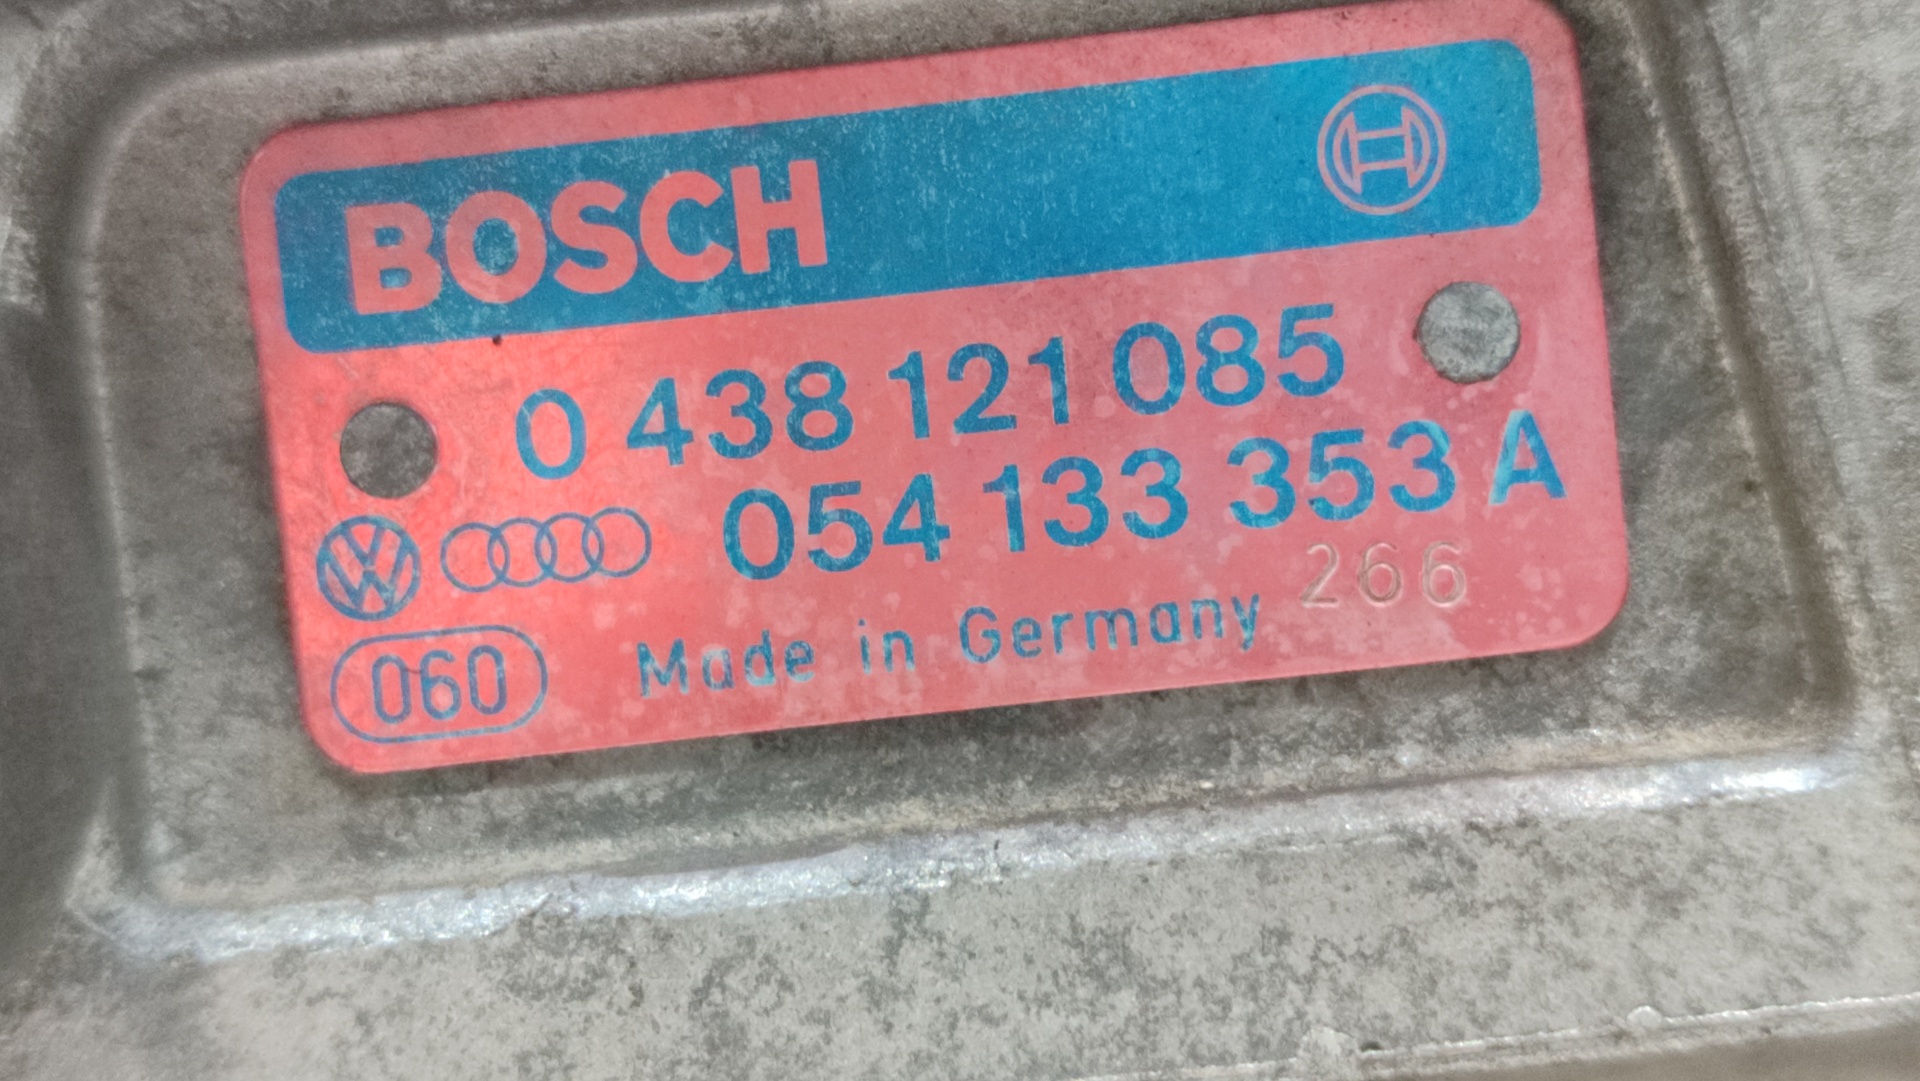 BOSCH
0 438 121 085
054 133 353 A
266
060 Made in Germany